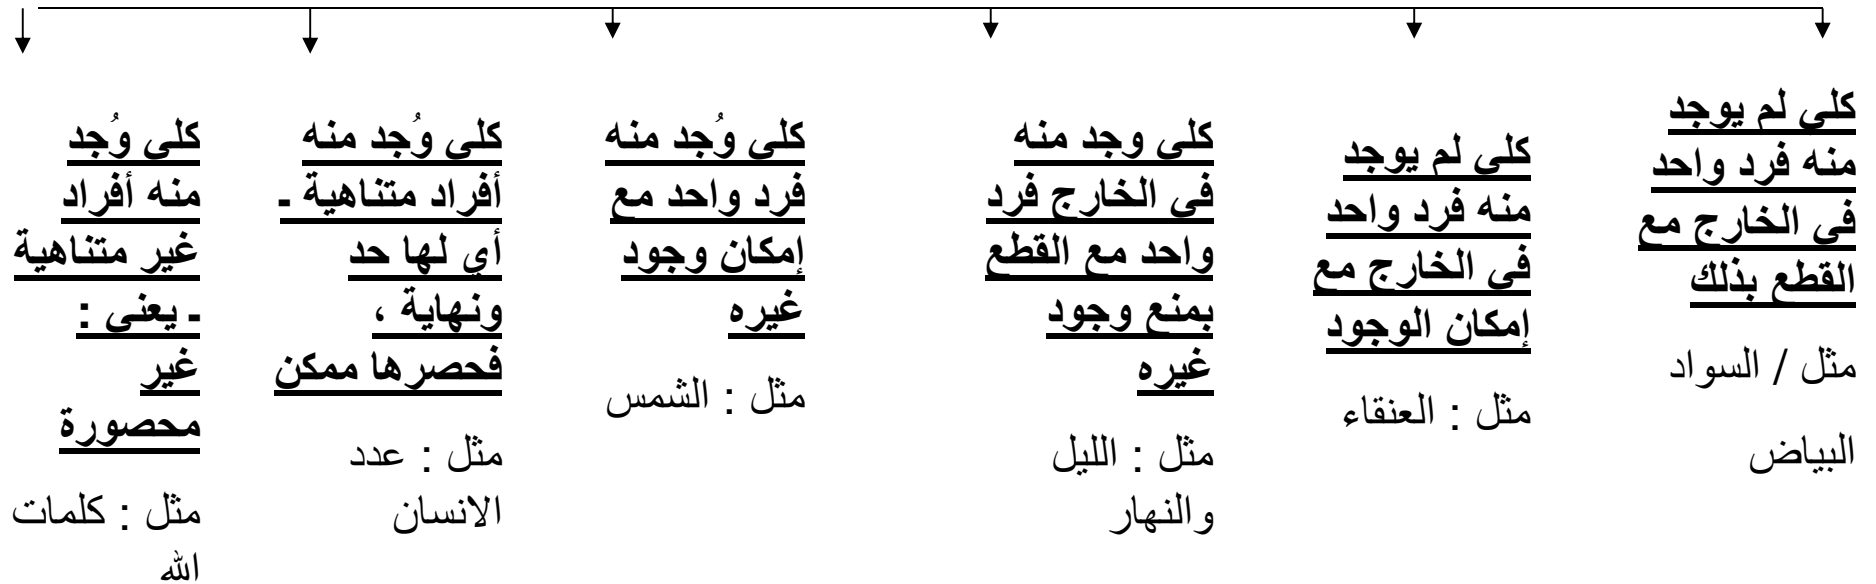 كلي لم يوجد
منه فرد واحد
في الخارج مع
القطع بذلك
مثل / السواد
البياض
كلي لم يوجد
منه فرد واحد
في الخارج مع
إمكان الوجود
مثل : العنقاء
كلي وجد منه
في الخارج فرد
واحد مع القطع
بمنع وجود
غيره
مثل : الليل
والنهار
كلي وُجد منه
فرد واحد مع
إمكان وجود
غيره
مثل : الشمس
كلي وُجد منه
أفراد متناهية ـ
أي لها حد
ونهاية ،
فحصرها ممكن
مثل : عدد
الانسان
كلي وُجد
منه أفراد
غير متناهية
ـ يعني :
غير
محصورة
مثل : كلمات
الله